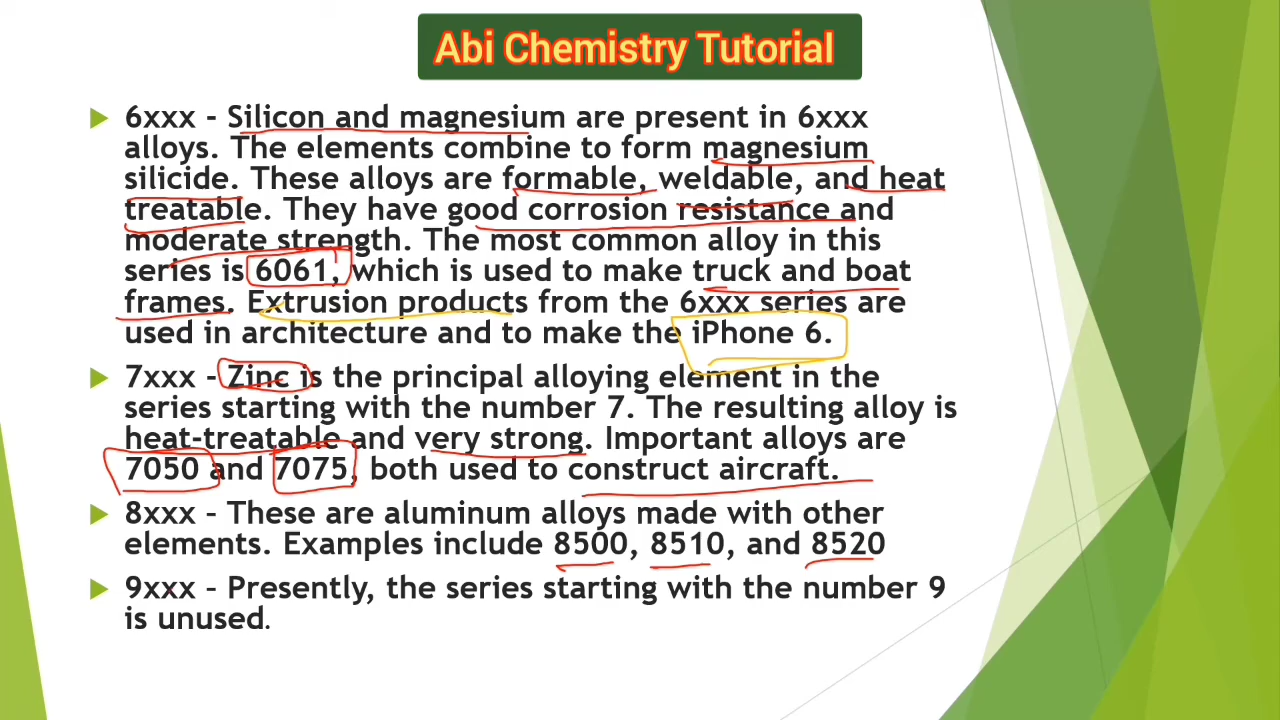 Abi Chemistry Tutorial
6xxx - Silicon and magnesium are present in 6xxx
alloys. The elements combine to form magnesium
silicide. These alloys are formable, weldable, and heat
treatable. They have good corrosion resistance and
moderate strength. The most common alloy in this
series is 6061, which is used to make truck and boat
frames. Extrusion products from the 6xxx series are
used in architecture and to make the iPhone 6.
7xxx - Zinc is the principal alloying element in the
series starting with the number 7. The resulting alloy is
heat-treatable and very strong. Important alloys are
7050 and 7075, both used to construct aircraft.
8xxx – These are aluminum alloys made with other
elements. Examples include 8500, 8510, and 8520
9xxx – Presently, the series starting with the number 9
is unused.